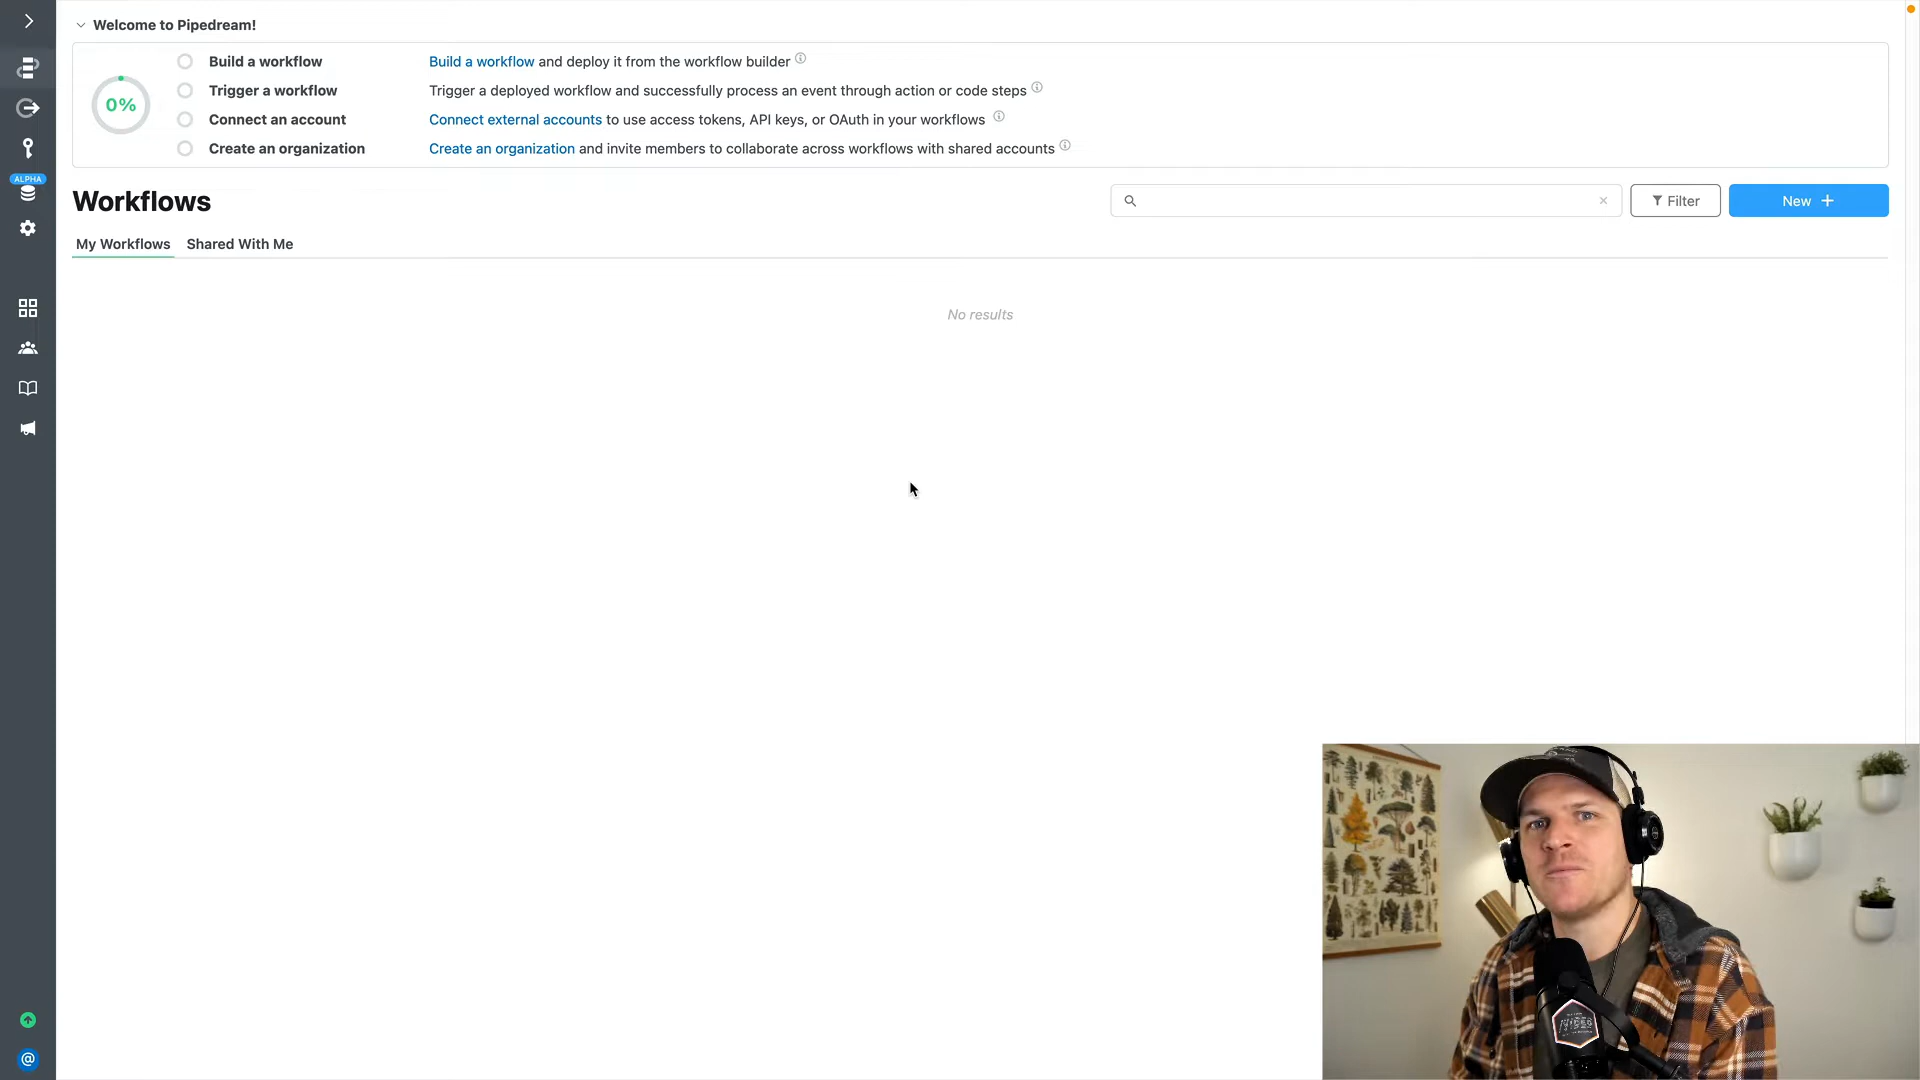 Welcome to Pipedream!
0%
Build a workflow
Build a workflow and deploy it from the workflow builder
Trigger a workflow
Trigger a deployed workflow and successfully process an event through action or code steps
Connect an account
Connect external accounts to use access tokens, API keys, or OAuth in your workflows
Create an organization
Create an organization and invite members to collaborate across workflows with shared accounts
ALPHA
Workflows
Filter
New +
My Workflows
Shared With Me
No results
@